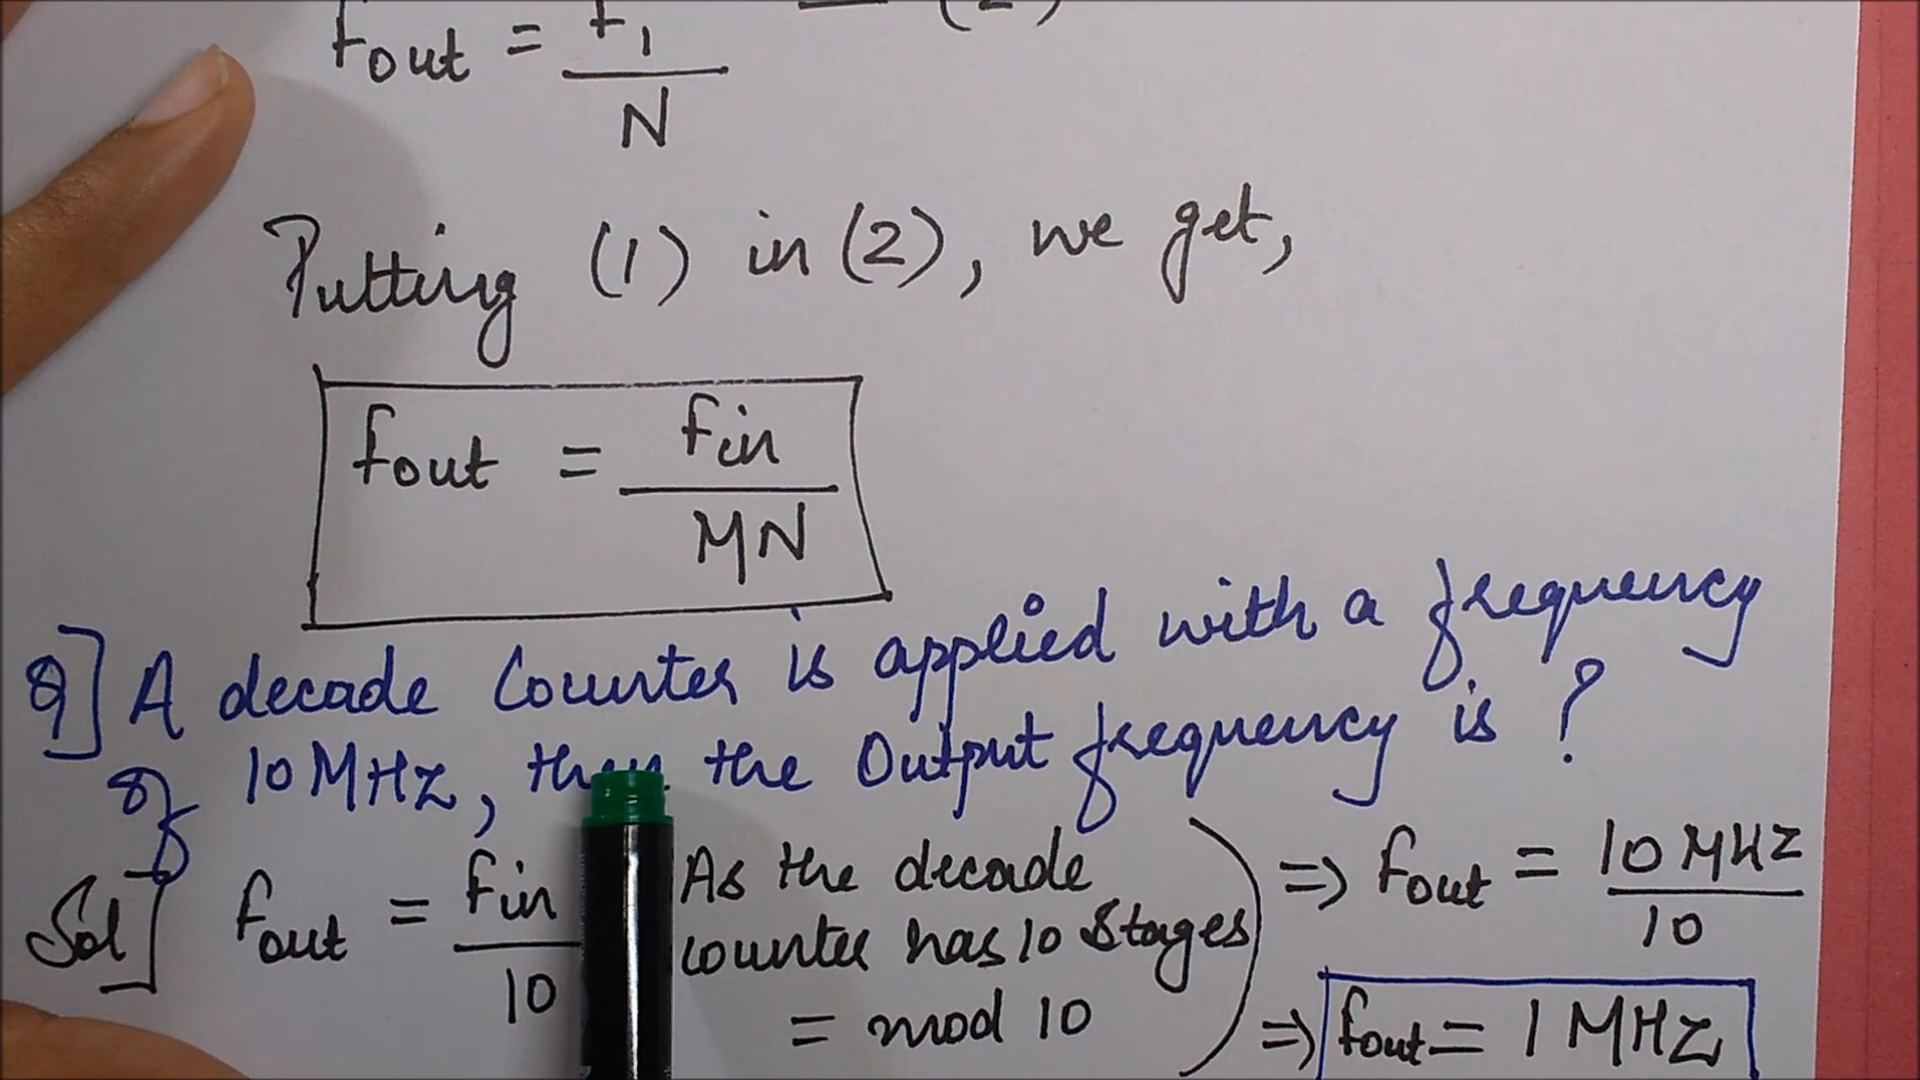 Fout = F1 / N — (2)
Putting (1) in (2), we get,
fout = Fin / MN
Q] A decade Counter is applied with a frequency
of 10 MHz, then the Output frequency is ?
Sol] Fout = Fin / 10
As the decade
counter has 10 Stages
= mod 10
=> Fout = 10 MHz / 10
=> fout = 1 MHz